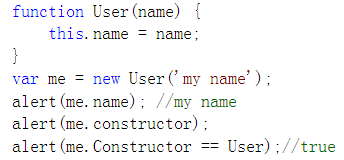 function User(name) {
    this.name = name;
}
var me = new User('my name');
alert(me.name); //my name
alert(me.constructor);
alert(me.Constructor == User);//true